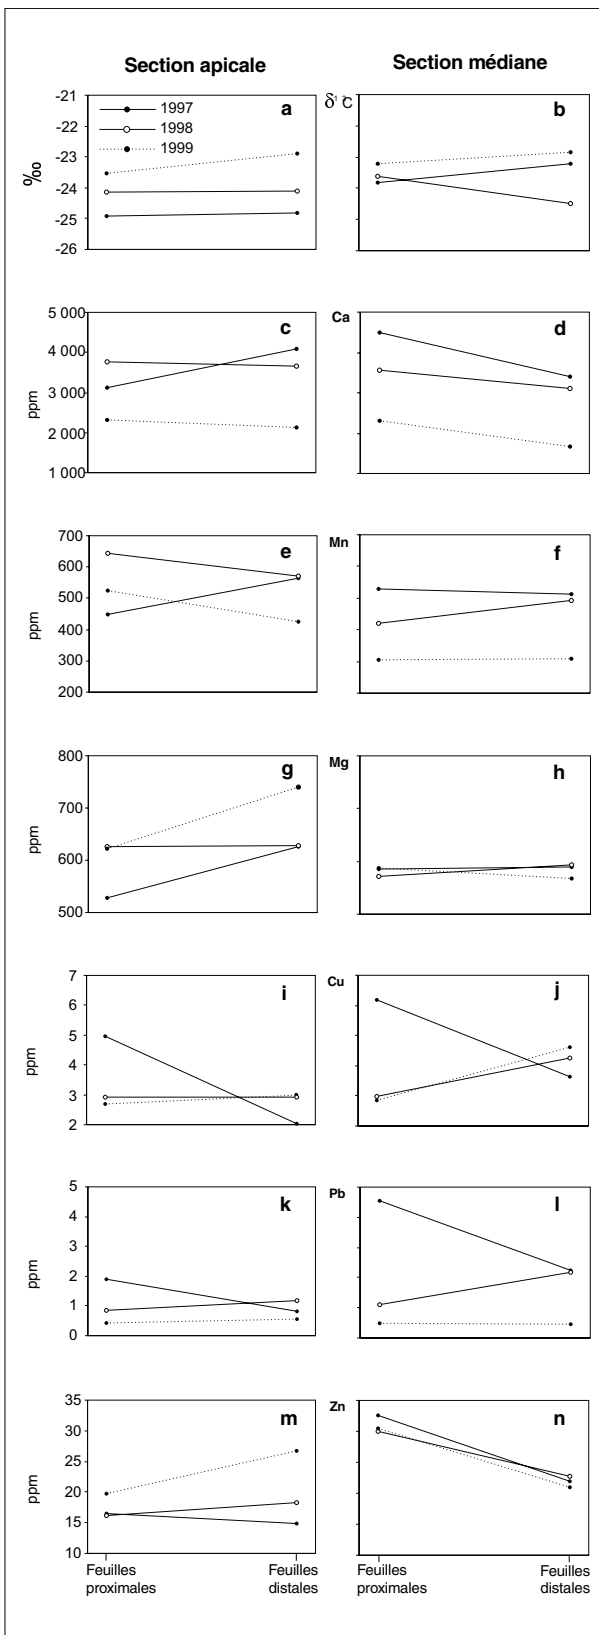 Section apicale
Section médiane
-21
-22
-23
-24
-25
-26
‰
1997
1998
1999
a
δ¹ ℃
b
5 000
4 000
3 000
2 000
1 000
ppm
c
Ca
d
700
600
500
400
300
200
ppm
e
Mn
f
800
700
600
500
ppm
g
Mg
h
7
6
5
4
3
2
ppm
i
Cu
j
5
4
3
2
1
0
ppm
k
Pb
l
35
30
25
20
15
10
ppm
m
Zn
n
Feuilles
proximales
Feuilles
distales
Feuilles
proximales
Feuilles
distales